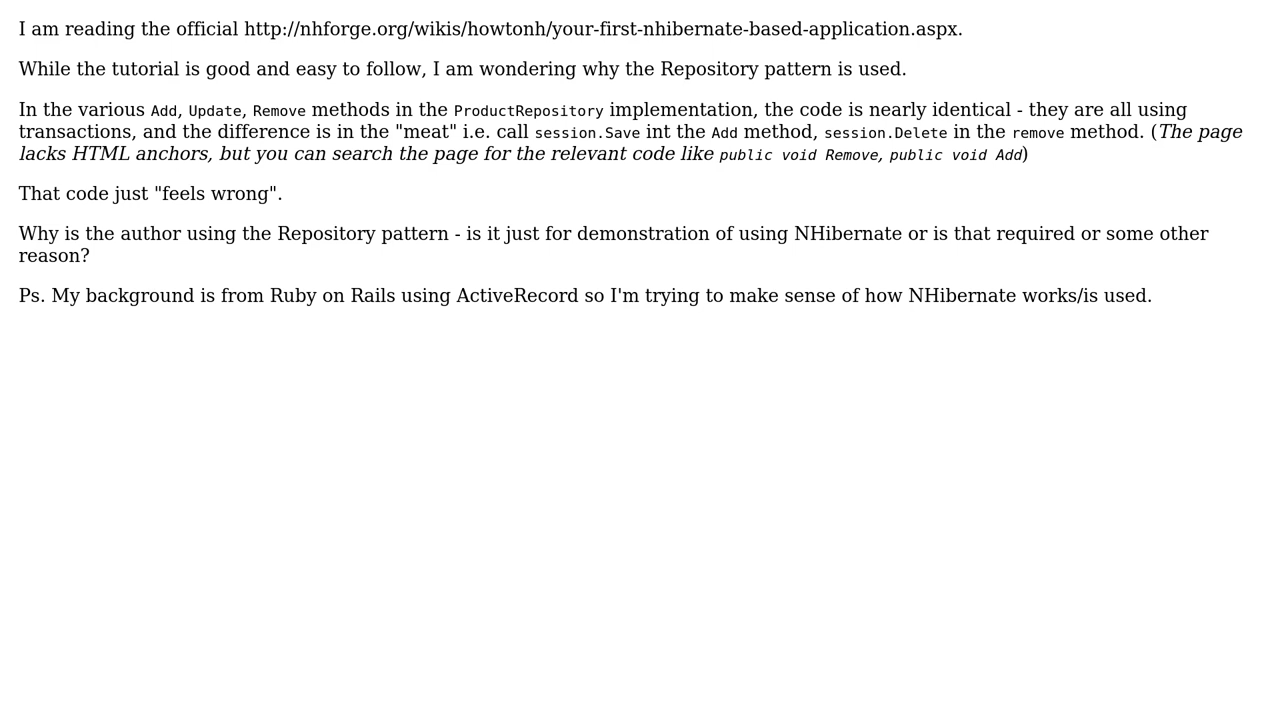 I am reading the official http://nhforge.org/wikis/howtonh/your-first-nhibernate-based-application.aspx.
While the tutorial is good and easy to follow, I am wondering why the Repository pattern is used.
In the various Add, Update, Remove methods in the ProductRepository implementation, the code is nearly identical - they are all using
transactions, and the difference is in the "meat" i.e. call session.Save int the Add method, session.Delete in the remove method. (The page
lacks HTML anchors, but you can search the page for the relevant code like public void Remove, public void Add)
That code just "feels wrong".
Why is the author using the Repository pattern - is it just for demonstration of using NHibernate or is that required or some other
reason?
Ps. My background is from Ruby on Rails using ActiveRecord so I'm trying to make sense of how NHibernate works/is used.